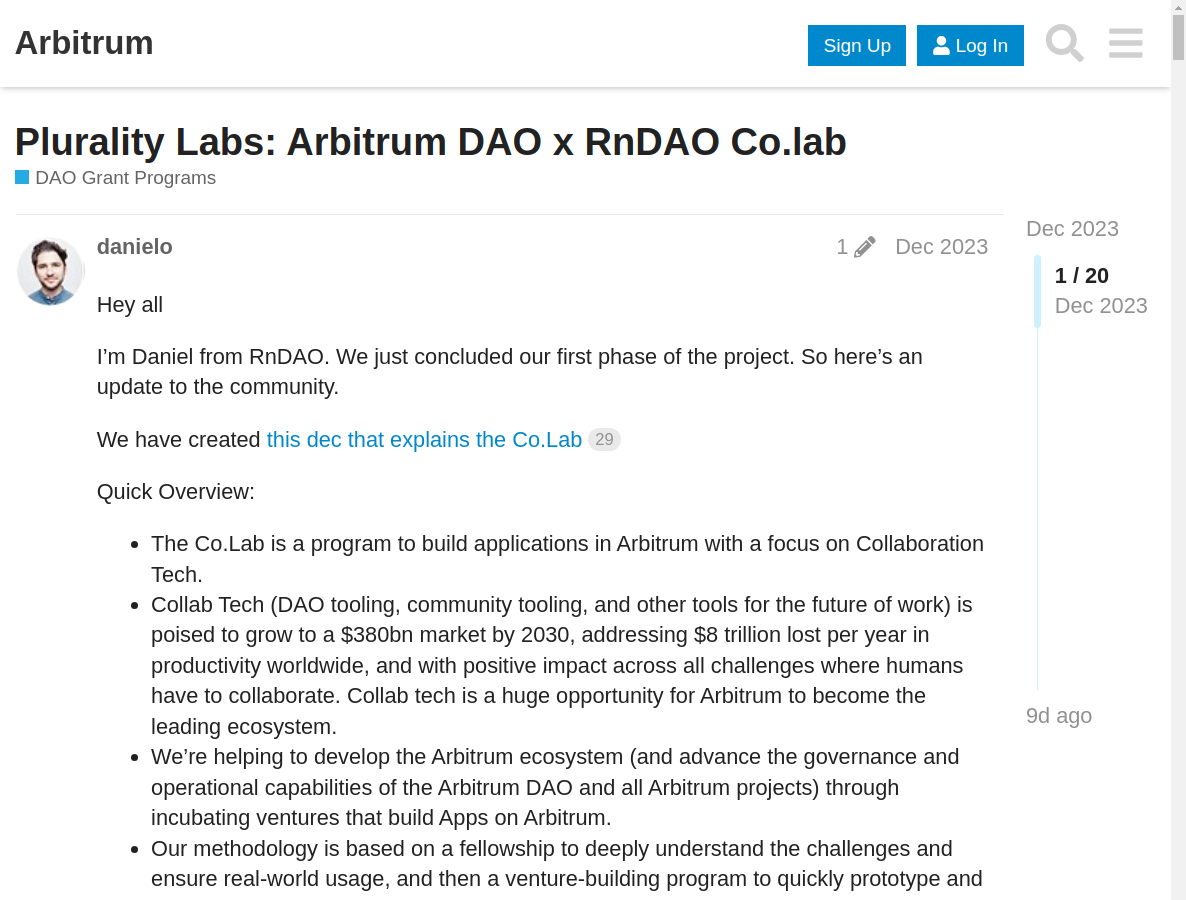 Arbitrum
Sign Up
Log In
Plurality Labs: Arbitrum DAO x RnDAO Co.lab
DAO Grant Programs
danielo
1
Dec 2023
Hey all
I’m Daniel from RnDAO. We just concluded our first phase of the project. So here’s an
update to the community.
We have created this dec that explains the Co.Lab 29
Quick Overview:
The Co.Lab is a program to build applications in Arbitrum with a focus on Collaboration
Tech.
Collab Tech (DAO tooling, community tooling, and other tools for the future of work) is
poised to grow to a $380bn market by 2030, addressing $8 trillion lost per year in
productivity worldwide, and with positive impact across all challenges where humans
have to collaborate. Collab tech is a huge opportunity for Arbitrum to become the
leading ecosystem.
We’re helping to develop the Arbitrum ecosystem (and advance the governance and
operational capabilities of the Arbitrum DAO and all Arbitrum projects) through
incubating ventures that build Apps on Arbitrum.
Our methodology is based on a fellowship to deeply understand the challenges and
ensure real-world usage, and then a venture-building program to quickly prototype and
Dec 2023
1 / 20
Dec 2023
9d ago